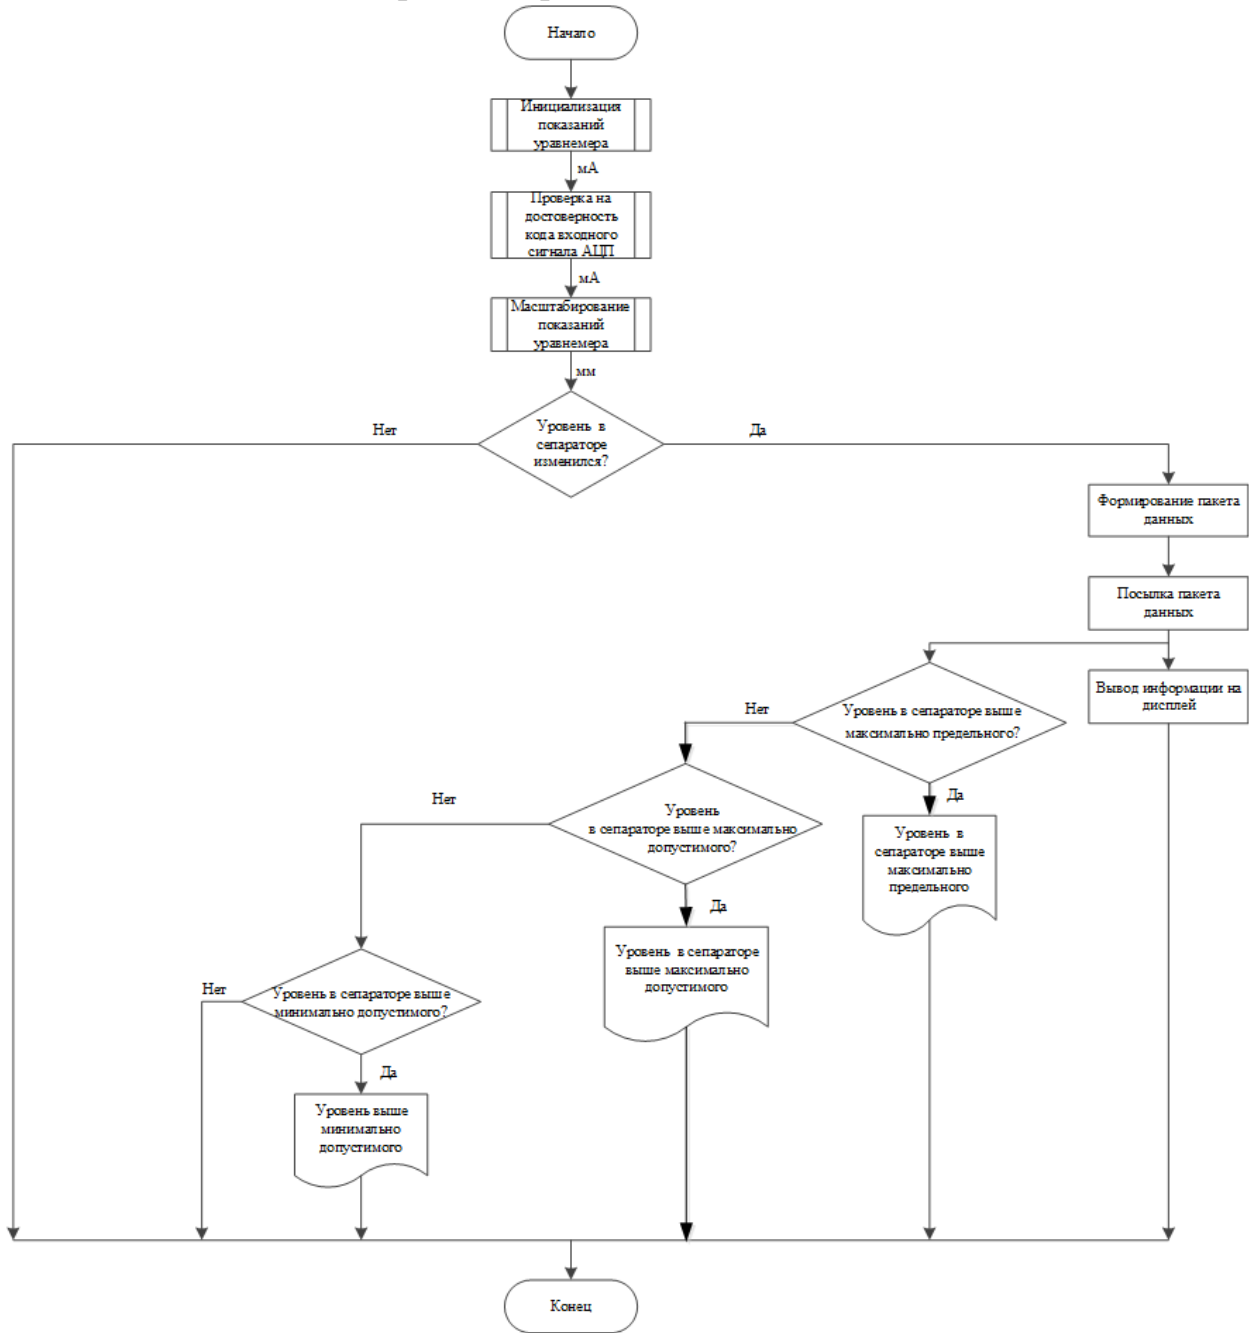 Начало
Инициализация
показаний
уравнемера
мА
Проверка на
достоверность
кода входного
сигнала АЦП
мА
Масштабирование
показаний
уравнемера
мм
Нет
Уровень в
сепараторе
изменился?
Да
Формирование пакета
данных
Посылка пакета
данных
Вывод информации на
дисплей
Нет
Уровень в сепараторе выше
максимально предельного?
Да
Уровень в
сепараторе выше
максимально
предельного
Нет
Уровень
в сепараторе выше максимально
допустимого?
Да
Уровень в сепараторе
выше максимально
допустимого
Нет
Уровень в сепараторе выше
минимально допустимого?
Да
Уровень выше
минимально
допустимого
Конец